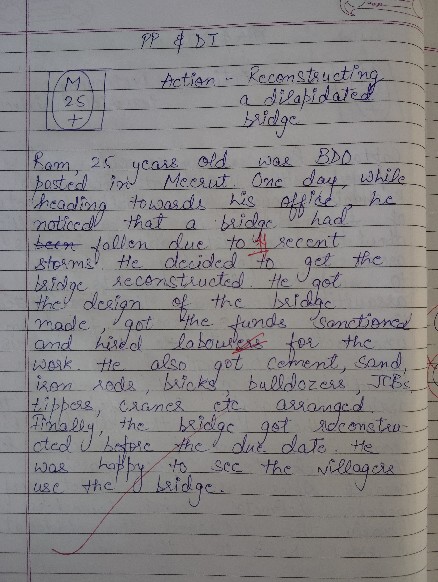 PP & DT
M
25
+
Action - Reconstructing
a dilapidated
bridge
Ram, 25 years old was BDO
posted in Meerut. One day, while
heading towards his office, he
noticed that a bridge had
been fallen due to recent
storms. He decided to get the
bridge reconstructed. He got
the design of the bridge
made, got the funds sanctioned
and hired labourers for the
work. He also got cement, sand,
iron rods, bricks, bulldozers, JCBs,
tippers, cranes etc arranged.
Finally, the bridge got reconstru-
cted before the due date. He
was happy to see the villagers
use the bridge.